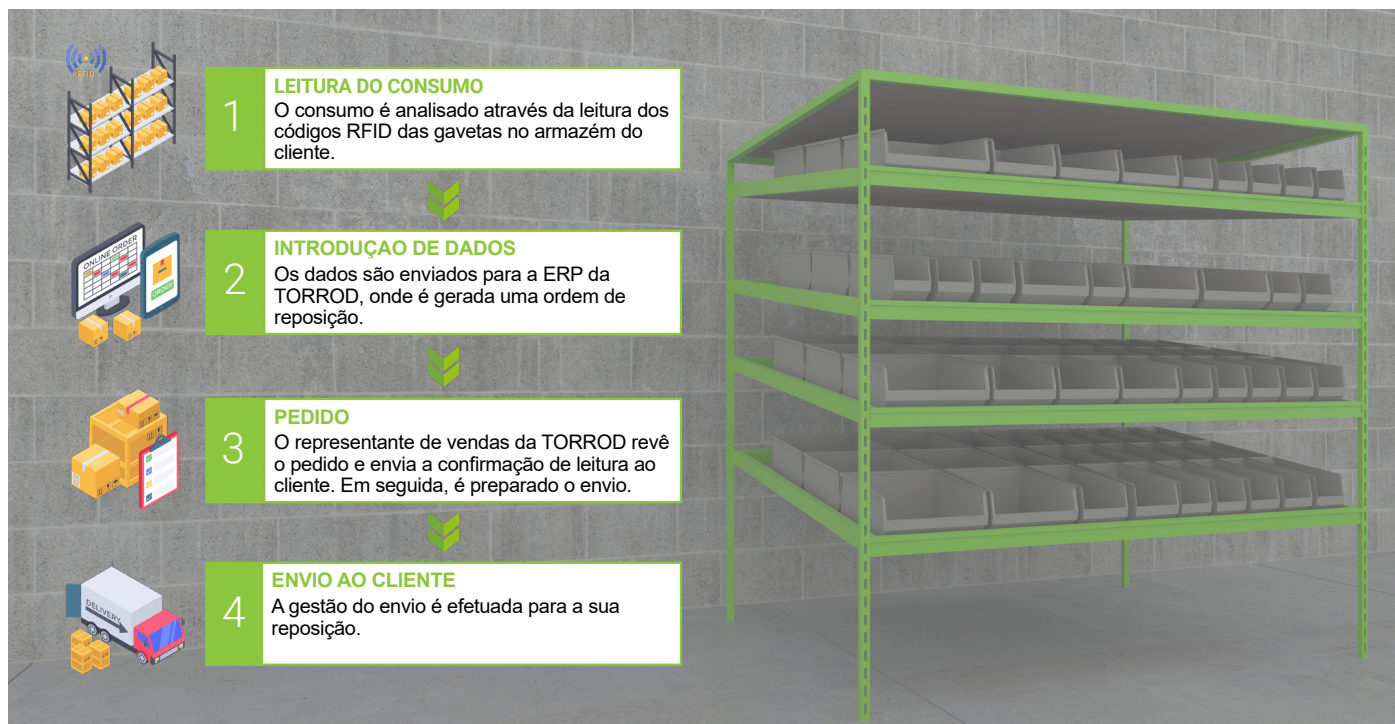 RFID
1
LEITURA DO CONSUMO
O consumo é analisado através da leitura dos
códigos RFID das gavetas no armazém do
cliente.
ONLINE ORDER
ORDER
2
INTRODUÇAO DE DADOS
Os dados são enviados para a ERP da
TORROD, onde é gerada uma ordem de
reposição.
3
PEDIDO
O representante de vendas da TORROD revê
o pedido e envia a confirmação de leitura ao
cliente. Em seguida, é preparado o envio.
DELIVERY
4
ENVIO AO CLIENTE
A gestão do envio é efetuada para a sua
reposição.